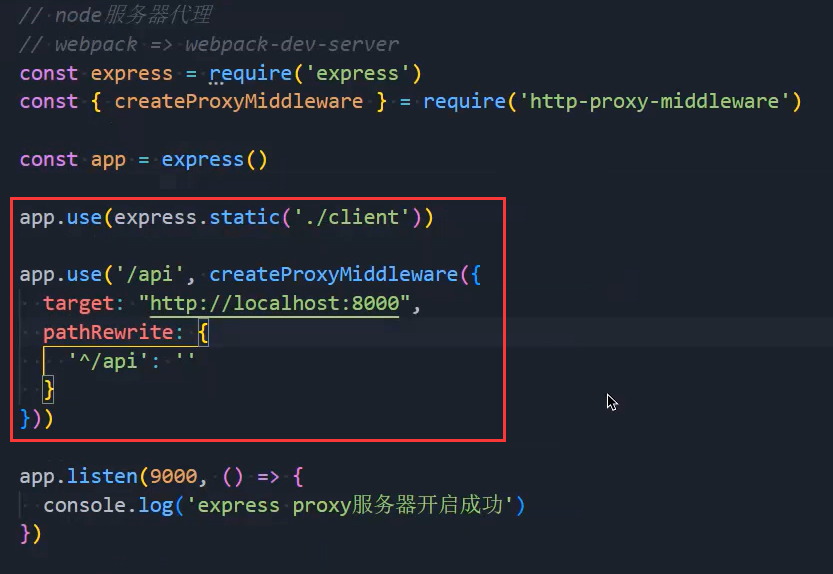 // node服务器代理
// webpack => webpack-dev-server
const express = require('express')
const { createProxyMiddleware } = require('http-proxy-middleware')
const app = express()
app.use(express.static('./client'))
app.use('/api', createProxyMiddleware({
target: "http://localhost:8000",
pathRewrite: {
'^/api': ''
}
}))
app.listen(9000, () => {
console.log('express proxy服务器开启成功')
})